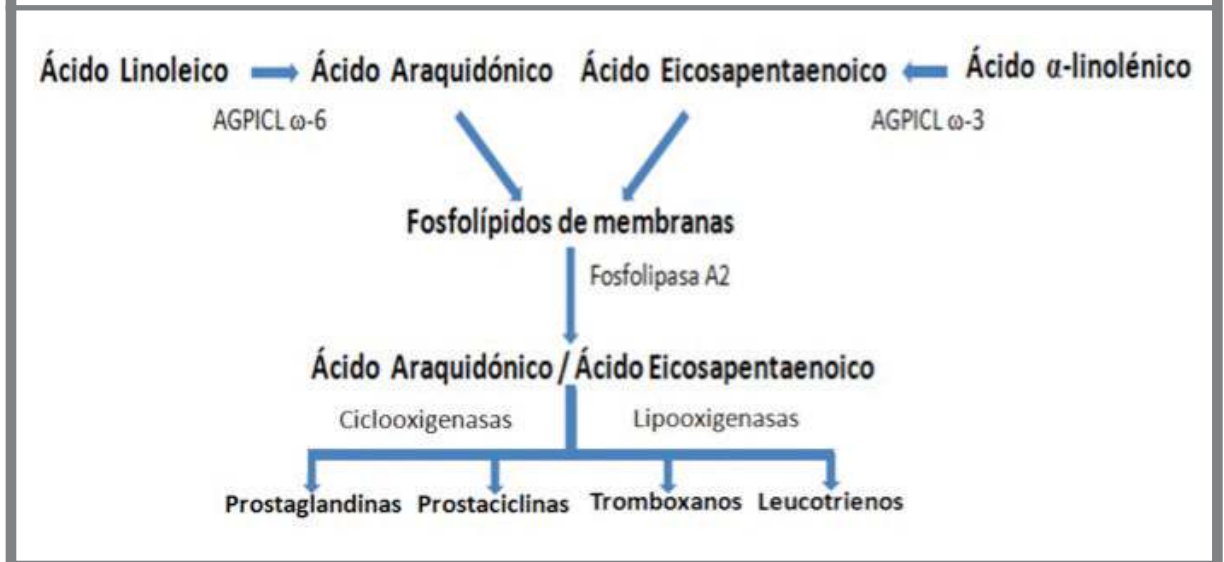 Ácido Linoleico Ácido Araquidónico Ácido Eicosapentaenoico Ácido α-linolénico
AGPICL ω-6 AGPICL ω-3
Fosfolípidos de membranas
Fosfolipasa A2
Ácido Araquidónico / Ácido Eicosapentaenoico
Ciclooxigenasas Lipooxigenasas
Prostaglandinas Prostaciclinas Tromboxanos Leucotrienos